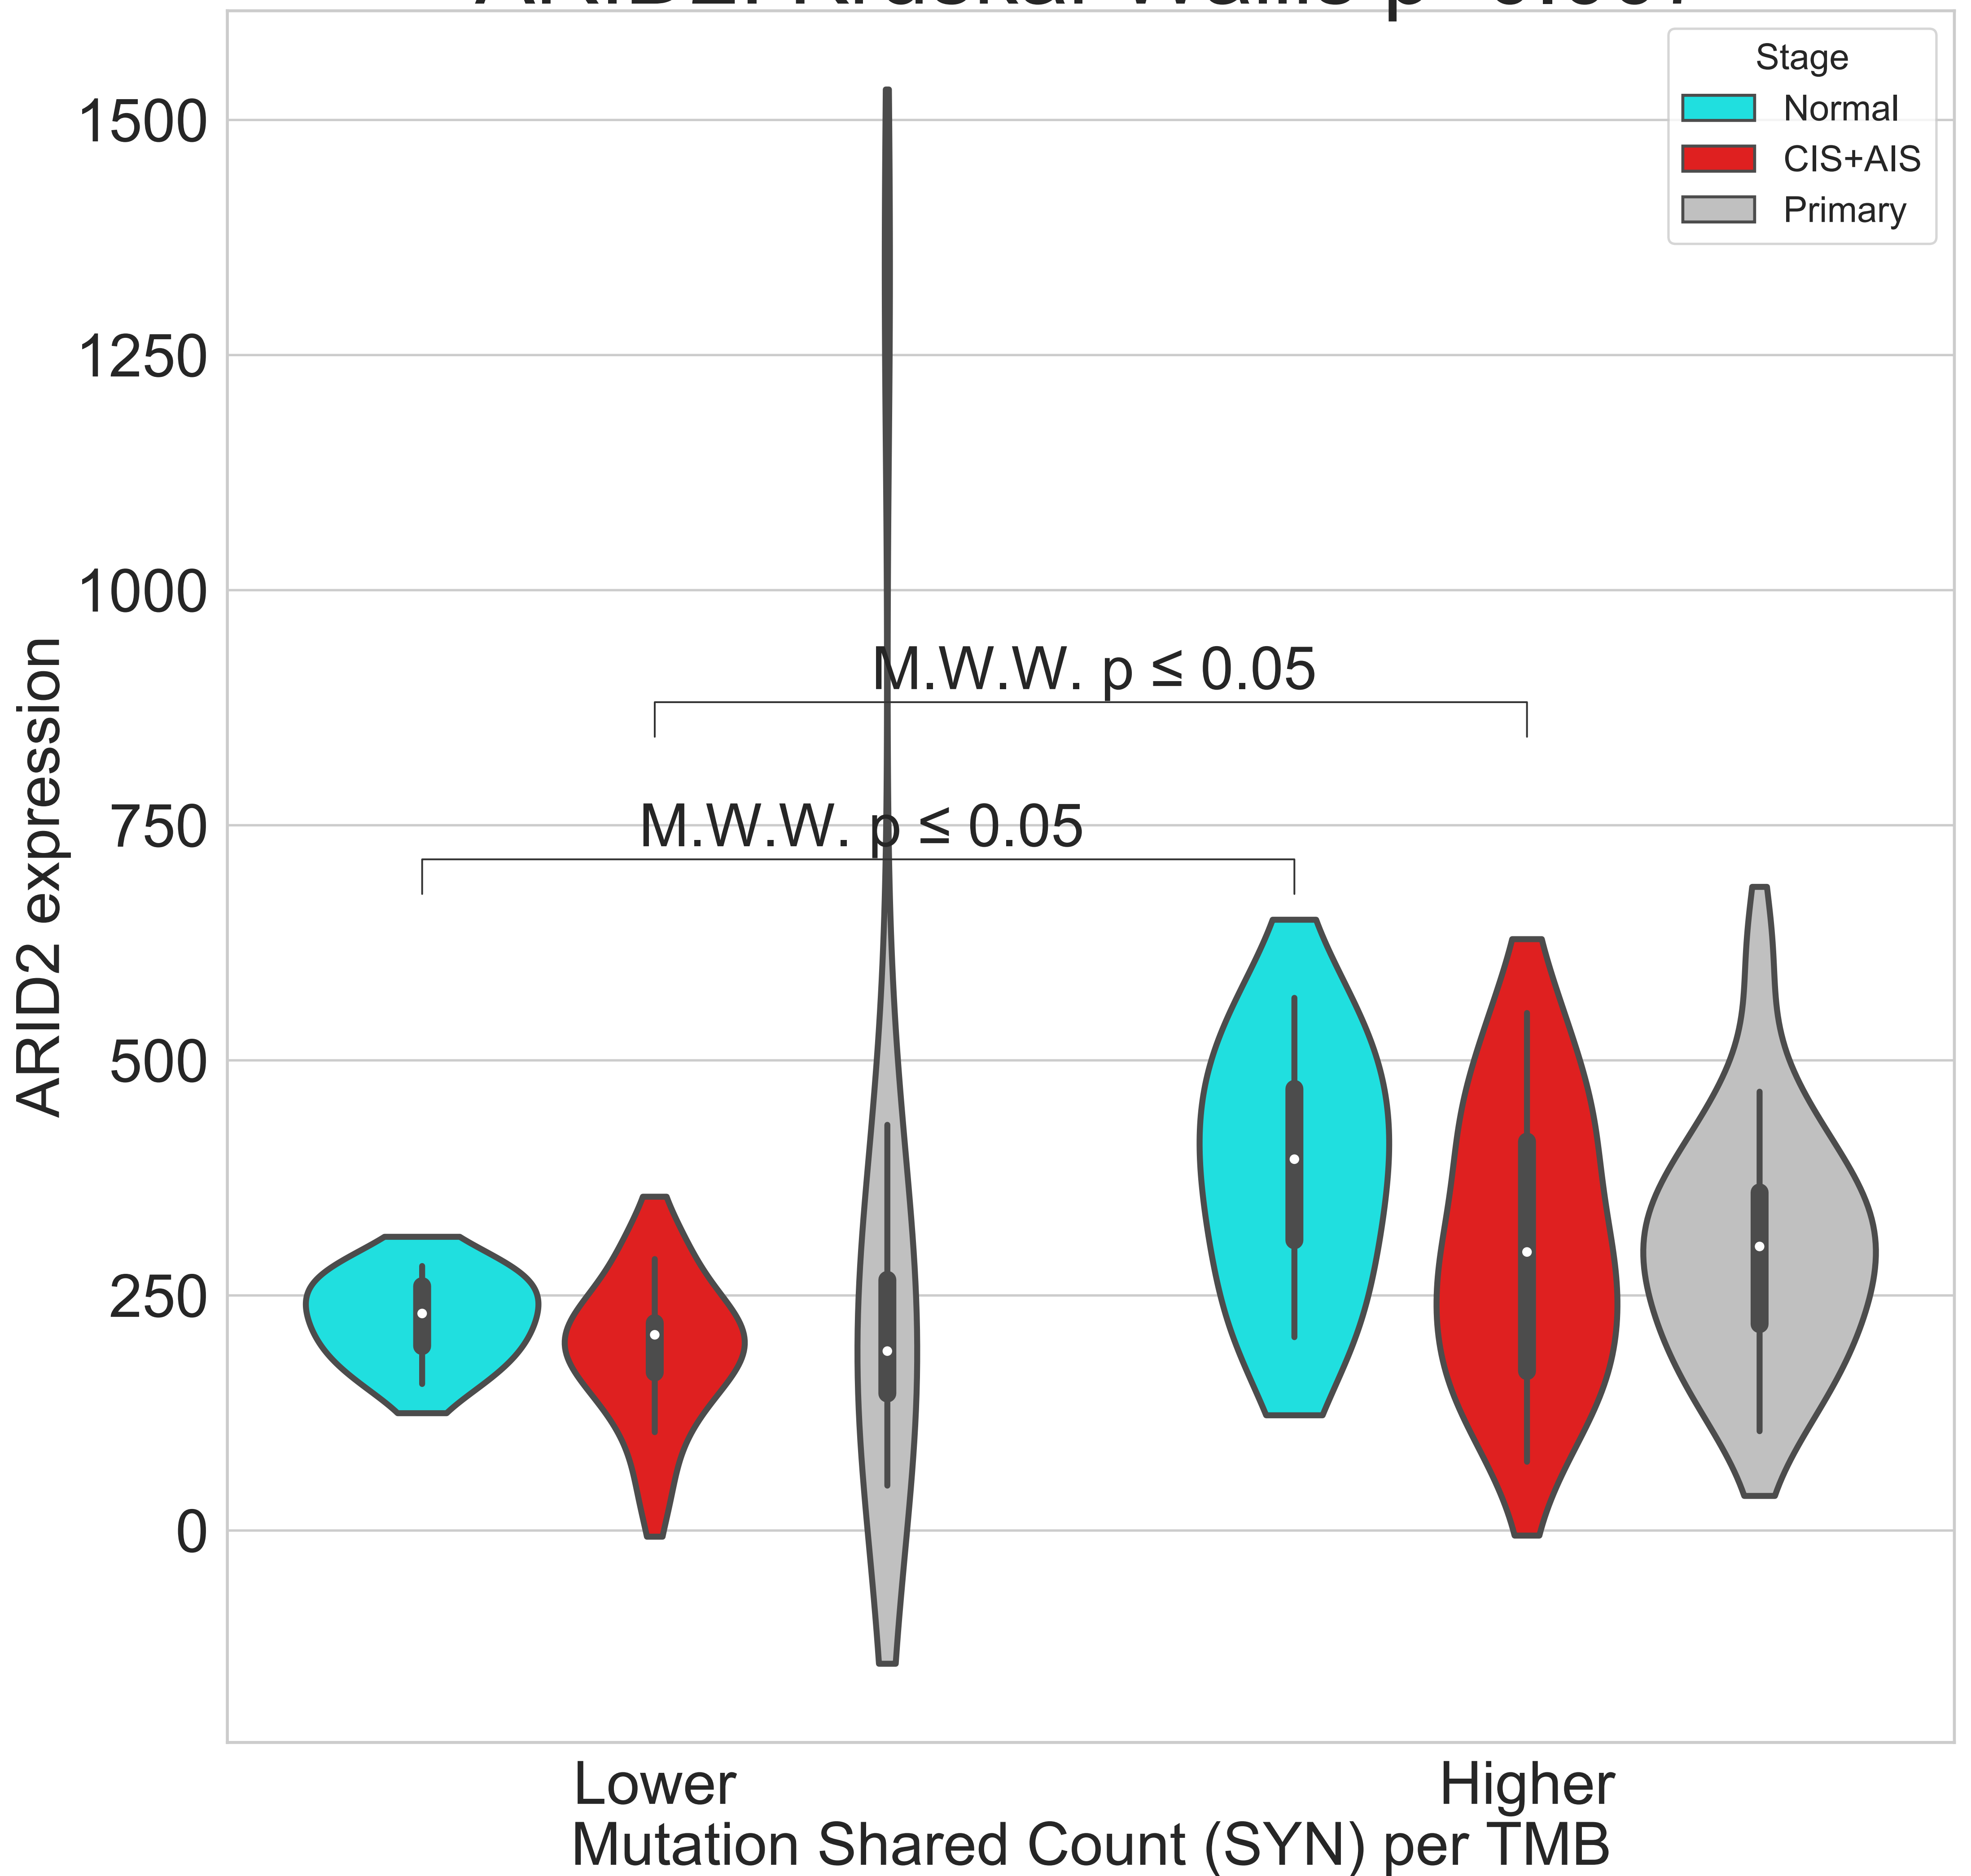 Stage
Normal
CIS+AIS
Primary
1500
1250
1000
750
500
250
0
ARID2 expression
M.W.W. p ≤ 0.05
M.W.W. p ≤ 0.05
Lower
Higher
Mutation Shared Count (SYN) per TMB